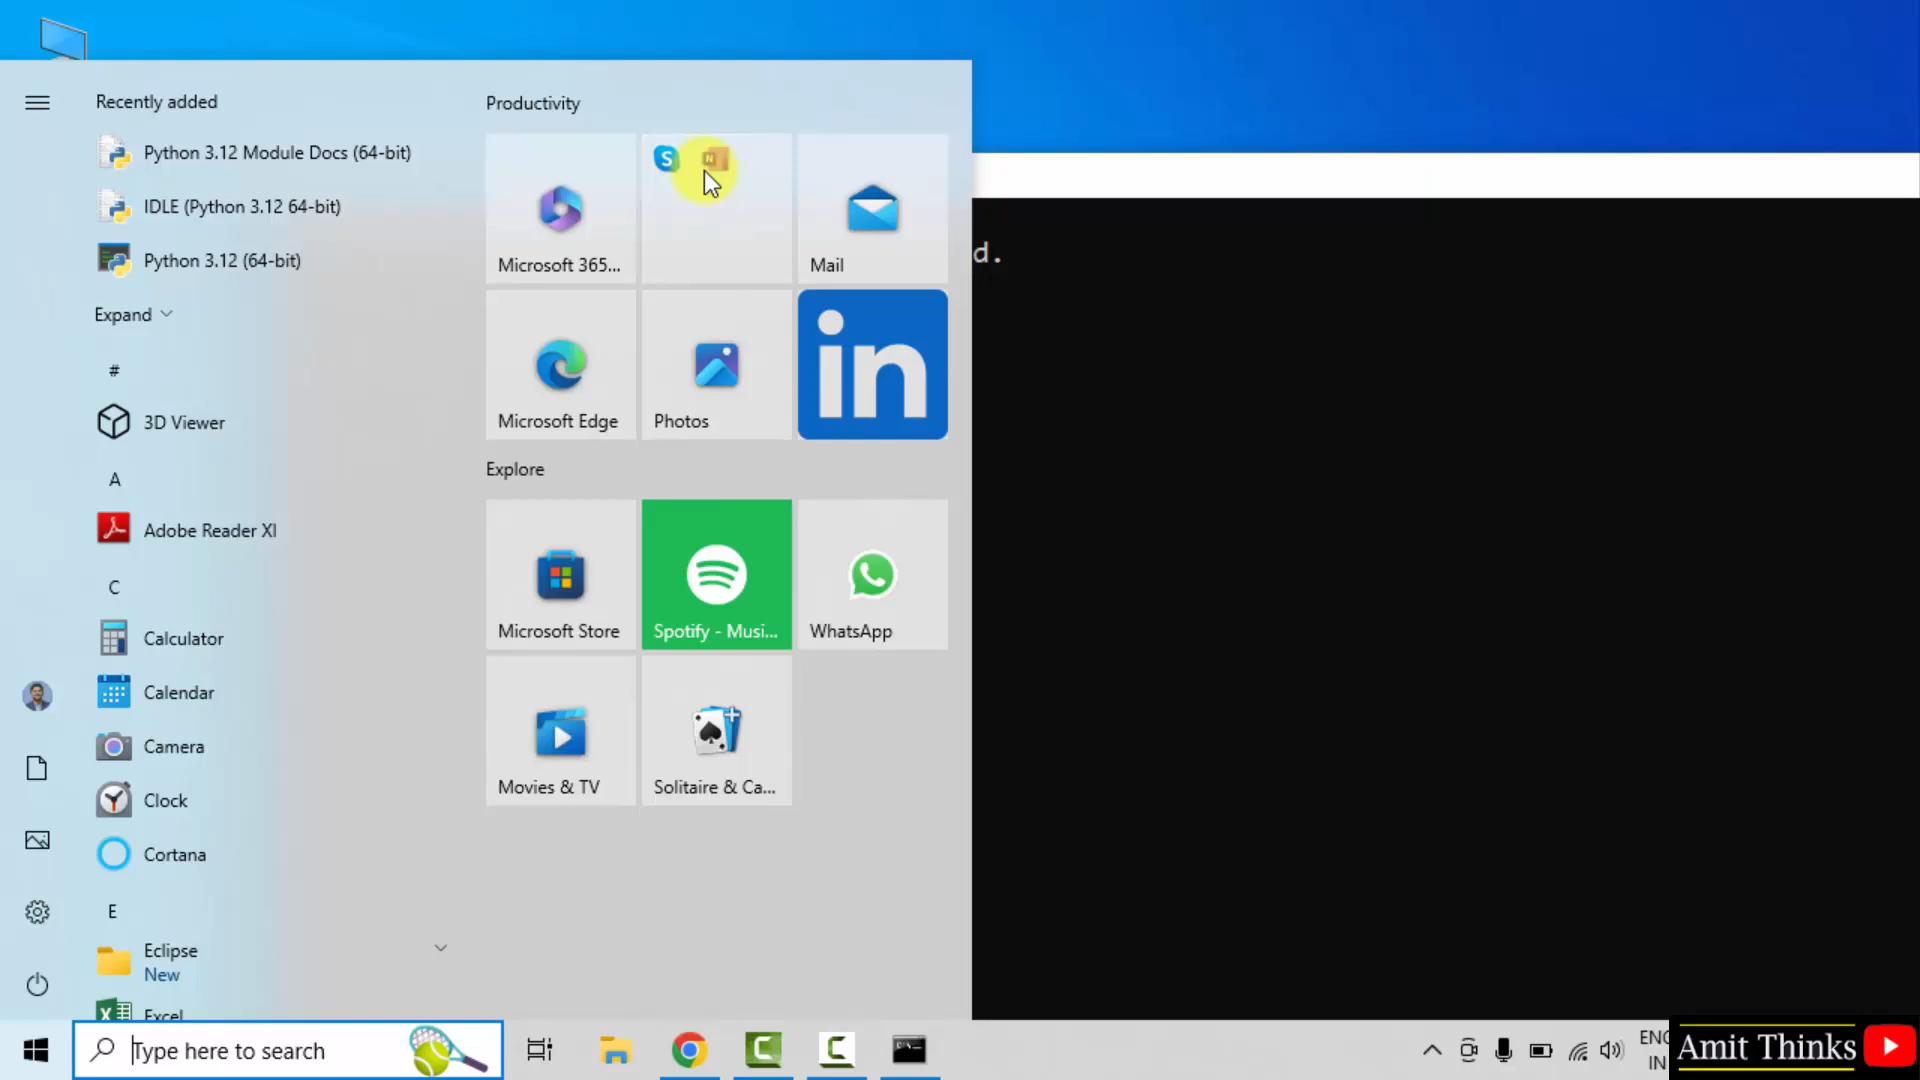 Recently added
Python 3.12 Module Docs (64-bit)
IDLE (Python 3.12 64-bit)
Python 3.12 (64-bit)
Expand
#
3D Viewer
A
Adobe Reader XI
C
Calculator
Calendar
Camera
Clock
Cortana
E
Eclipse
New
Excel
Productivity
S
N
Microsoft 365...
Mail
Microsoft Edge
Photos
in
Explore
Microsoft Store
Spotify - Musi...
WhatsApp
Movies & TV
Solitaire & Ca...
d.
Type here to search
ENG
IN
Amit Thinks